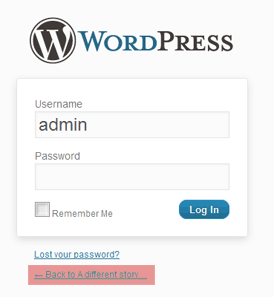 WORDPRESS
Username
admin
Password
Remember Me
Log In
Lost your password?
← Back to A different story...